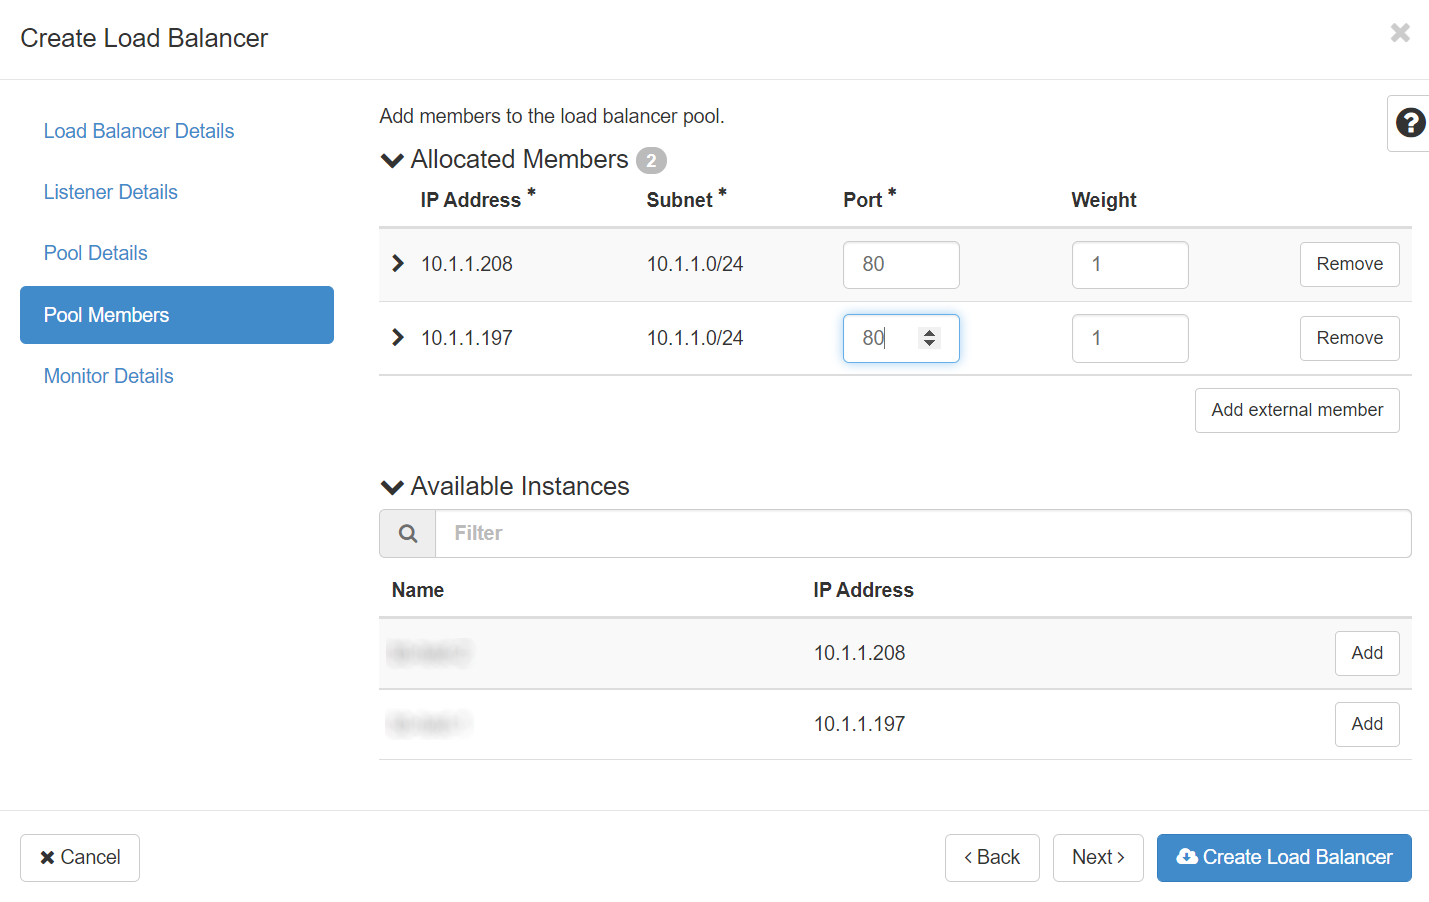 Create Load Balancer
Load Balancer Details
Listener Details
Pool Details
Pool Members
Monitor Details
Add members to the load balancer pool.
Allocated Members 2
IP Address * Subnet * Port * Weight
10.1.1.208 10.1.1.0/24 80 1 Remove
10.1.1.197 10.1.1.0/24 80 1 Remove
Add external member
Available Instances
Filter
Name IP Address
10.1.1.208 Add
10.1.1.197 Add
Cancel
Back
Next
Create Load Balancer